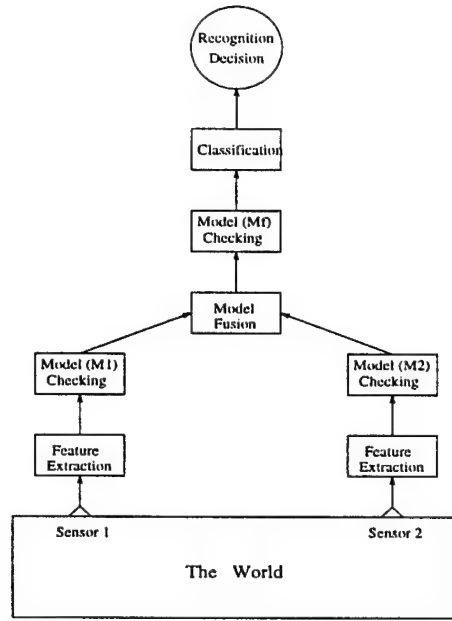 Recognition
Decision
Classification
Model (Mf)
Checking
Model
Fusion
Model (M1)
Checking
Model (M2)
Checking
Feature
Extraction
Feature
Extraction
Sensor 1
Sensor 2
The World